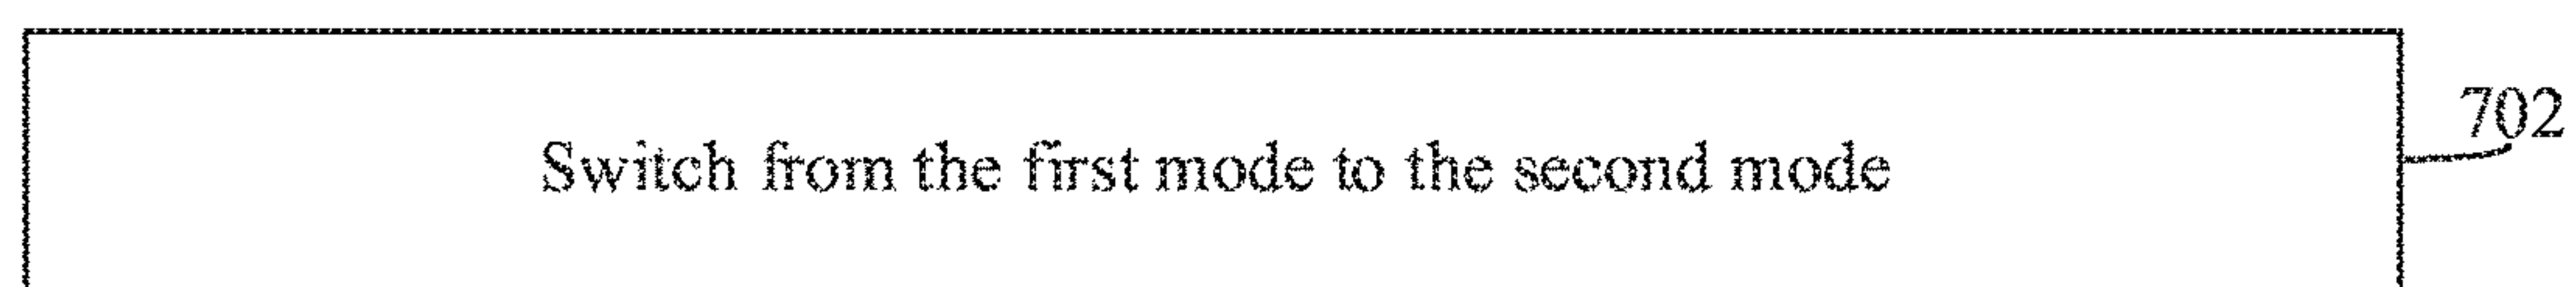 702
Switch from the first mode to the second mode